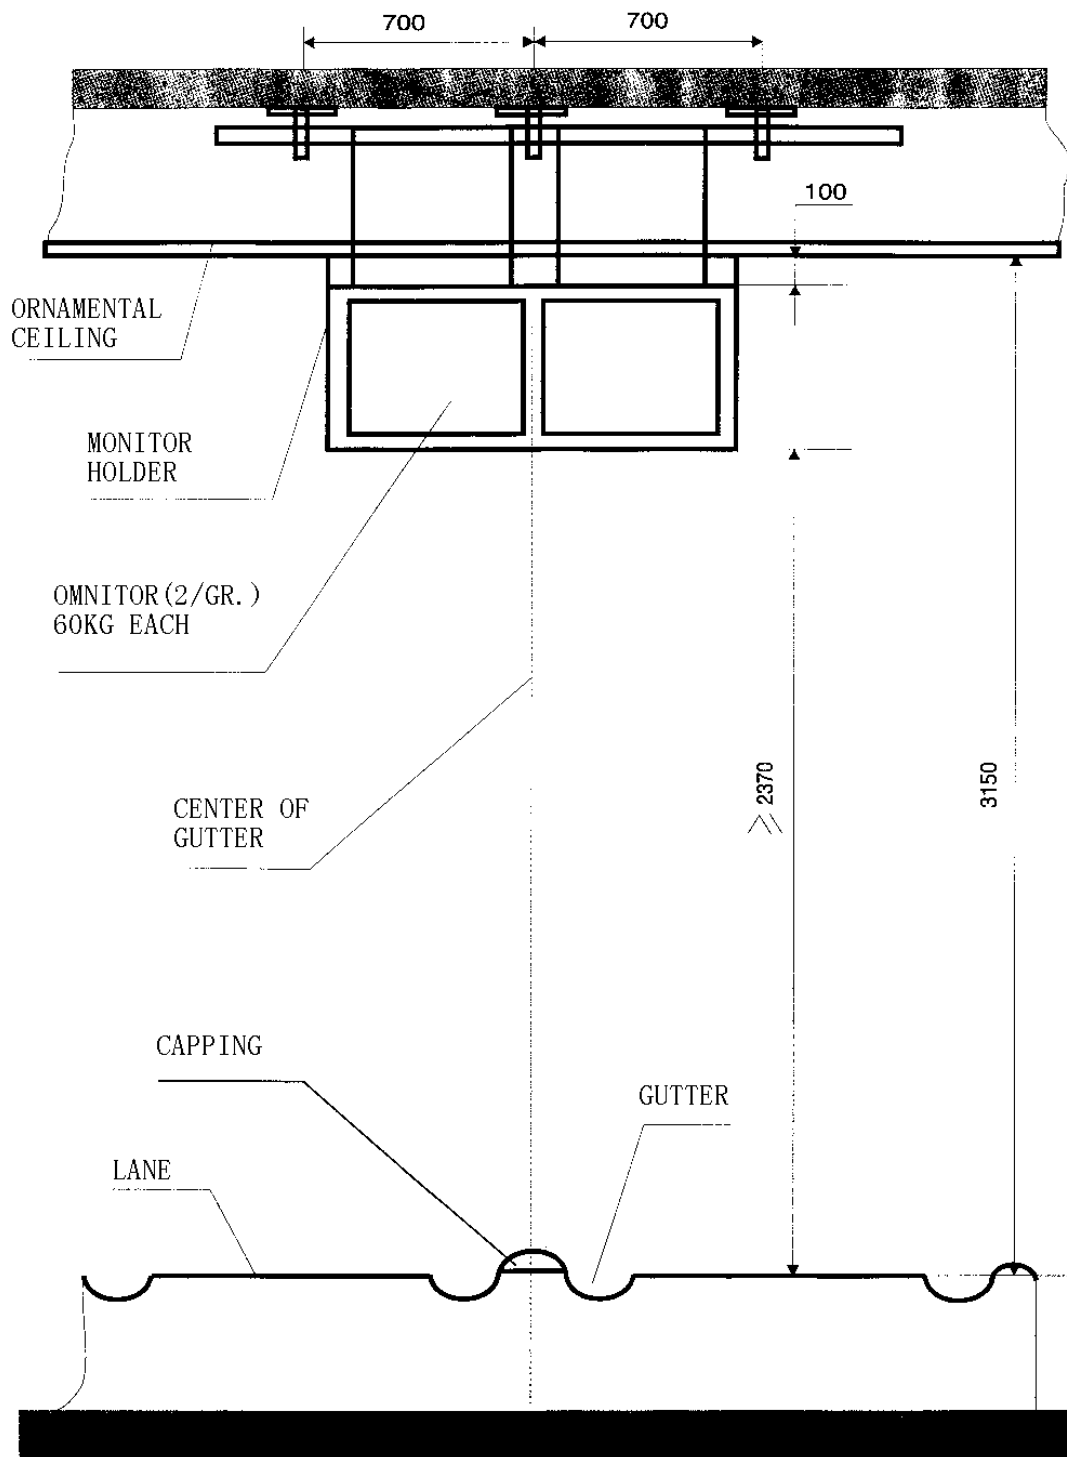 700
700
100
ORNAMENTAL
CEILING
MONITOR
HOLDER
OMNITOR(2/GR.)
60KG EACH
≥2370
3150
CENTER OF
GUTTER
CAPPING
GUTTER
LANE